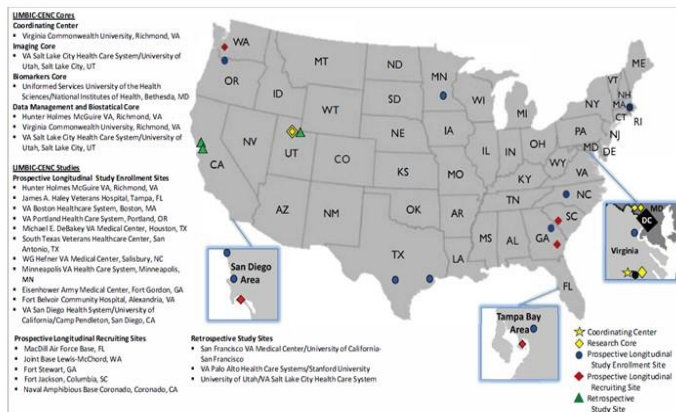 LIMBIC-CENC Cores
Coordinating Center
• Virginia Commonwealth University, Richmond, VA
Imaging Core
• VA Salt Lake City Health Care System/University of
Utah, Salt Lake City, UT
Biomarkers Core
• Uniformed Services University of the Health
Sciences/National Institutes of Health, Bethesda, MD
Data Management and Biostatical Core
• Hunter Holmes McGuire VA, Richmond, VA
• Virginia Commonwealth University, Richmond, VA
• VA Salt Lake City Health Care System/University of
Utah, Salt Lake City, UT
LIMBIC-CENC Studies
Prospective Longitudinal Study Enrollment Sites
• Hunter Holmes McGuire VA, Richmond, VA
• James A. Haley Veterans Hospital, Tampa, FL
• VA Boston Healthcare System, Boston, MA
• VA Portland Health Care System, Portland, OR
• Michael E. DeBakey VA Medical Center, Houston, TX
• South Texas Veterans Healthcare Center, San
Antonio, TX
• WG Hefner VA Medical Center, Salisbury, NC
• Minneapolis VA Health Care System, Minneapolis,
MN
• Eisenhower Army Medical Center, Fort Gordon, GA
• Fort Belvoir Community Hospital, Alexandria, VA
• VA San Diego Health System/University of
California/Camp Pendleton, San Diego, CA
Prospective Longitudinal Recruiting Sites
• MacDill Air Force Base, FL
• Joint Base Lewis-McChord, WA
• Fort Stewart, GA
• Fort Jackson, Columbia, SC
• Naval Amphibious Base Coronado, Coronado, CA
Retrospective Study Sites
• San Francisco VA Medical Center/University of California-
San Francisco
• VA Palo Alto Health Care Systems/Stanford University
• University of Utah/VA Salt Lake City Health Care System
WA
MT
ND
MN
ME
VT
NH
OR
ID
SD
WI
NY
MA
CT
RI
WY
MI
IA
PA
NJ
NV
NE
IL
IN
OH
MD
DE
UT
CO
WY
VA
CA
KS
MO
KY
NC
TN
AZ
NM
OK
AR
SC
MS
AL
GA
TX
LA
FL
San Diego
Area
Tampa Bay
Area
MD
DC
Virginia
Coordinating Center
Research Core
Prospective Longitudinal
Study Enrollment Site
Prospective Longitudinal
Recruiting Site
Retrospective
Study Site